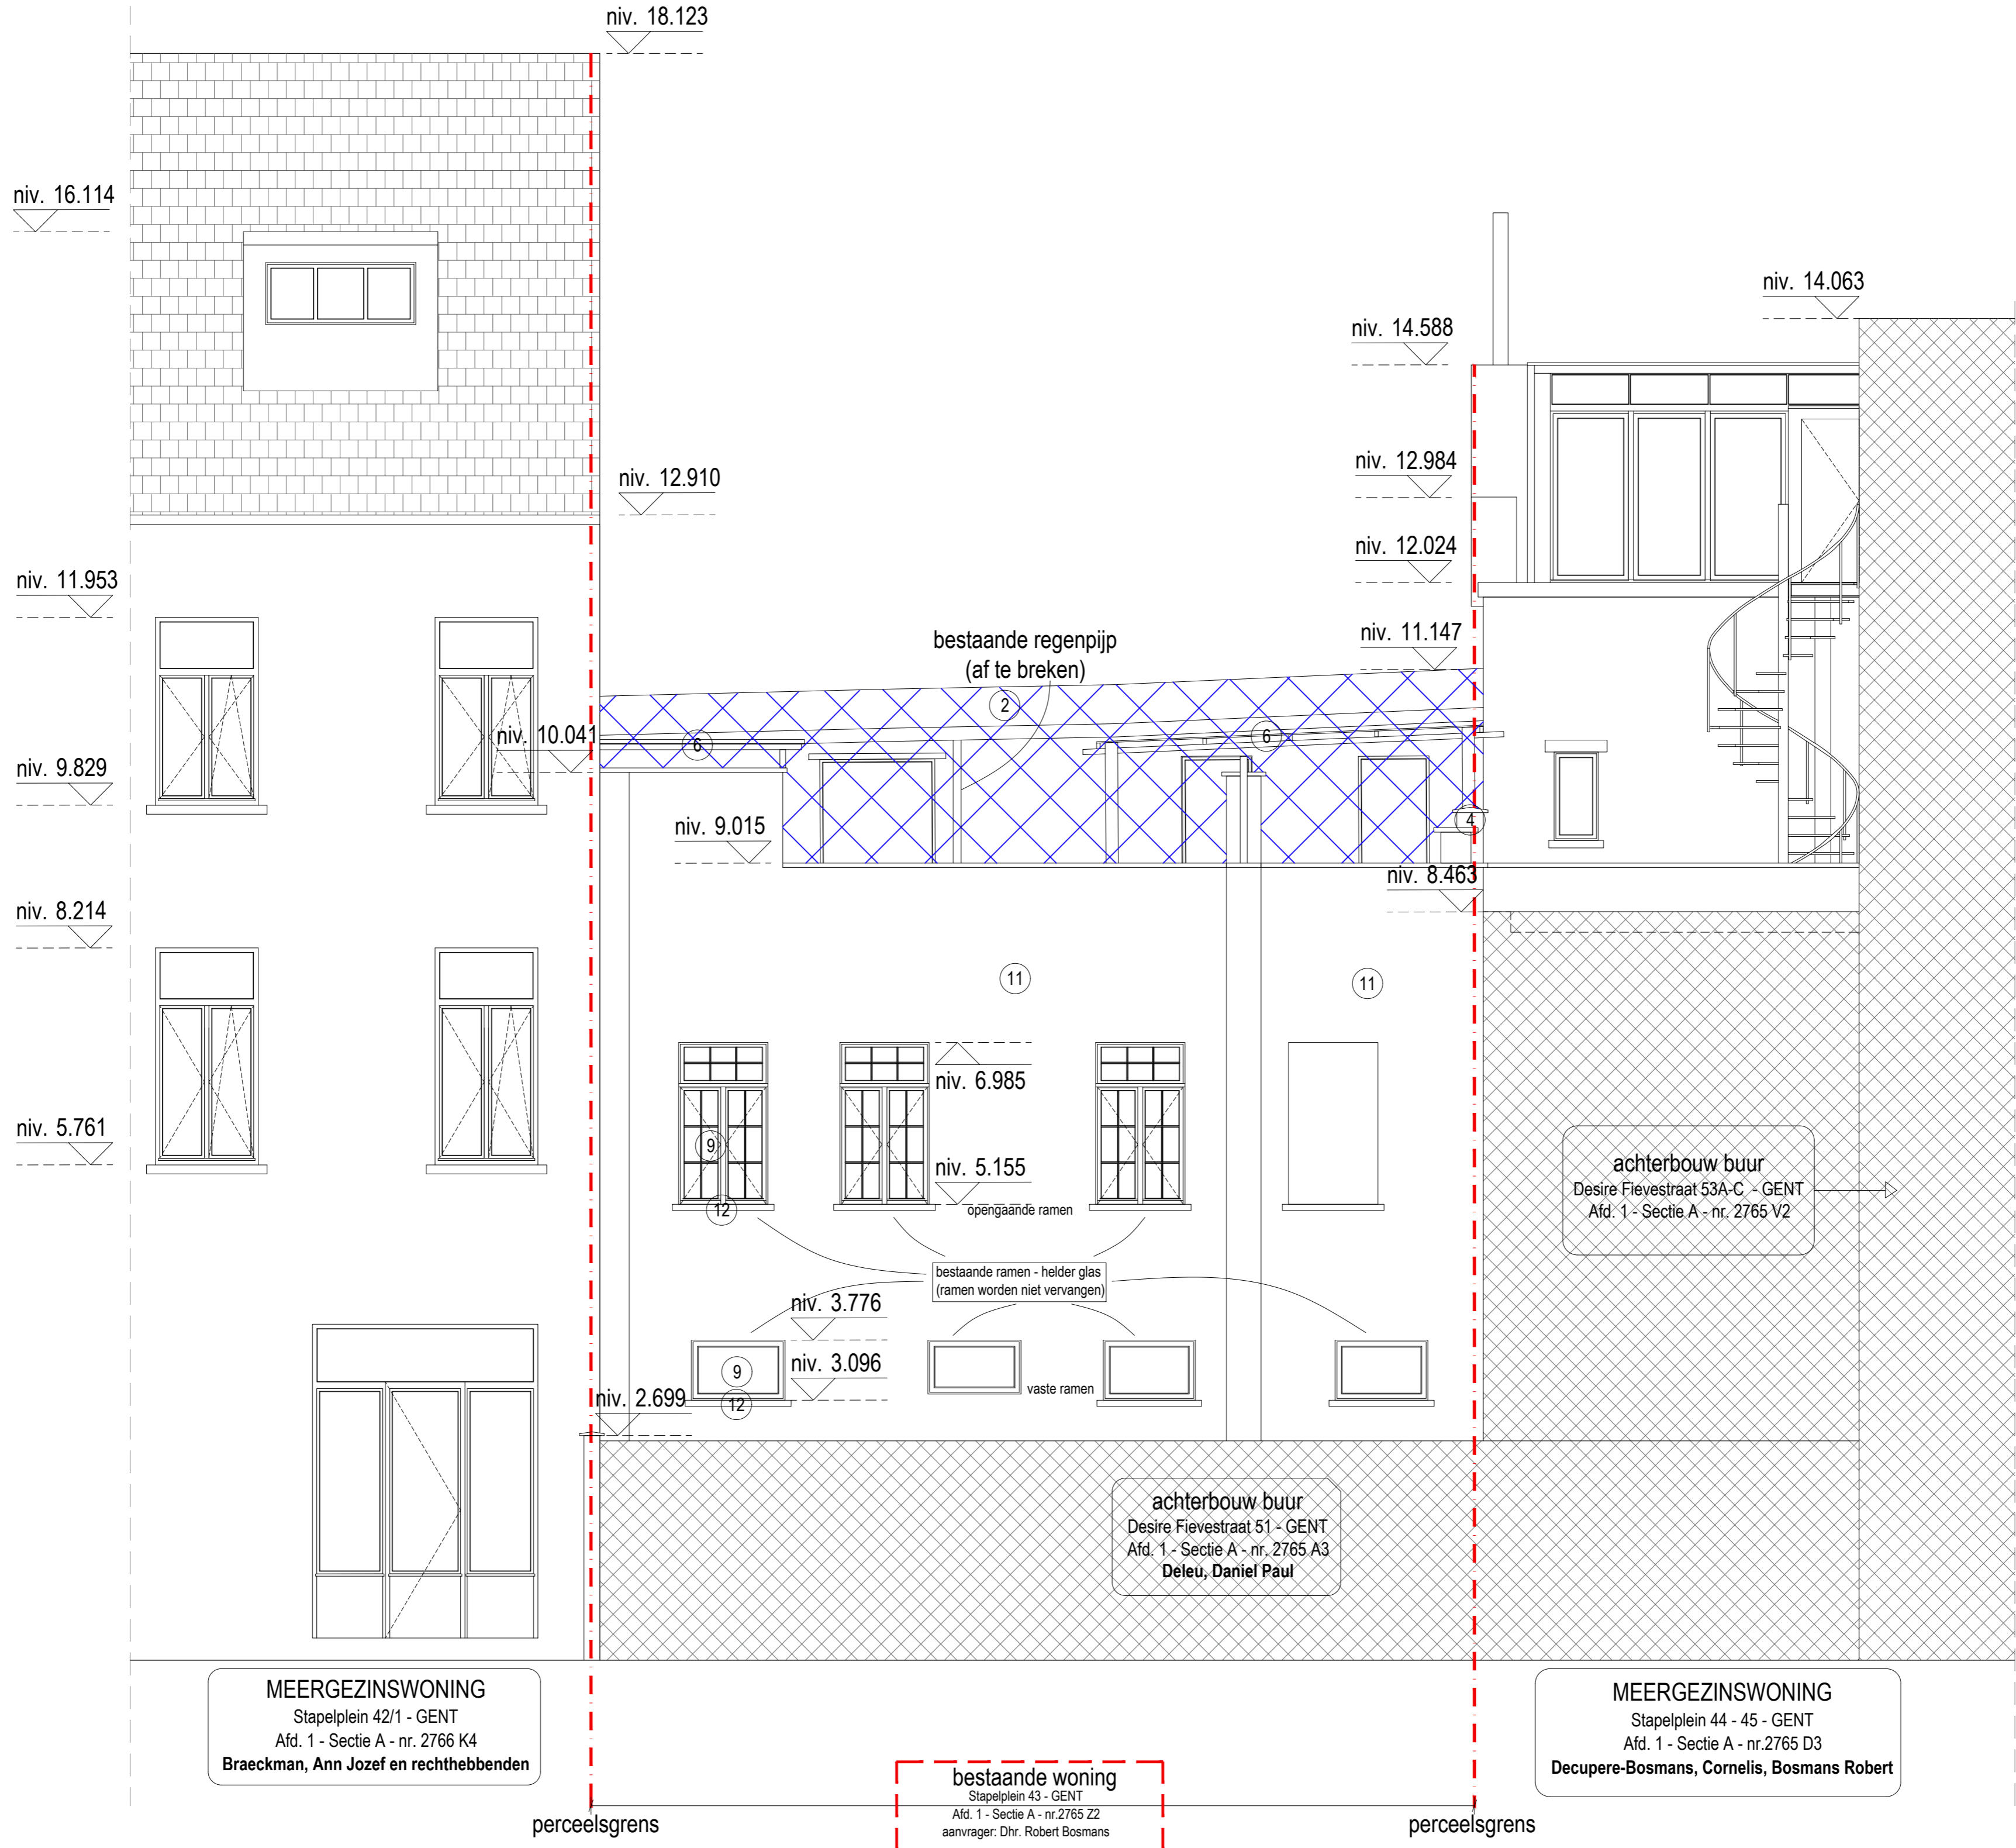 niv. 18.123
niv. 16.114
niv. 14.063
niv. 14.588
niv. 12.984
niv. 12.910
niv. 12.024
niv. 11.953
niv. 11.147
bestaande regenpijp
(af te breken)
2
6
6
niv. 10.041
niv. 9.829
niv. 9.015
4
niv. 8.463
niv. 8.214
11
11
niv. 6.985
niv. 5.761
9
niv. 5.155
12
opengaande ramen
achterbouw buur
Desire Fievestraat 53A-C - GENT
Afd. 1 - Sectie A - nr. 2765 V2
bestaande ramen - helder glas
(ramen worden niet vervangen)
niv. 3.776
9
niv. 3.096
vaste ramen
12
niv. 2.699
achterbouw buur
Desire Fievestraat 51 - GENT
Afd. 1 - Sectie A - nr. 2765 A3
Deleu, Daniel Paul
MEERGEZINSWONING
Stapelplein 42/1 - GENT
Afd. 1 - Sectie A - nr. 2766 K4
Braeckman, Ann Jozef en rechthebbenden
MEERGEZINSWONING
Stapelplein 44 - 45 - GENT
Afd. 1 - Sectie A - nr.2765 D3
Decupere-Bosmans, Cornelis, Bosmans Robert
bestaande woning
Stapelplein 43 - GENT
Afd. 1 - Sectie A - nr.2765 Z2
aanvrager: Dhr. Robert Bosmans
perceelsgrens
perceelsgrens